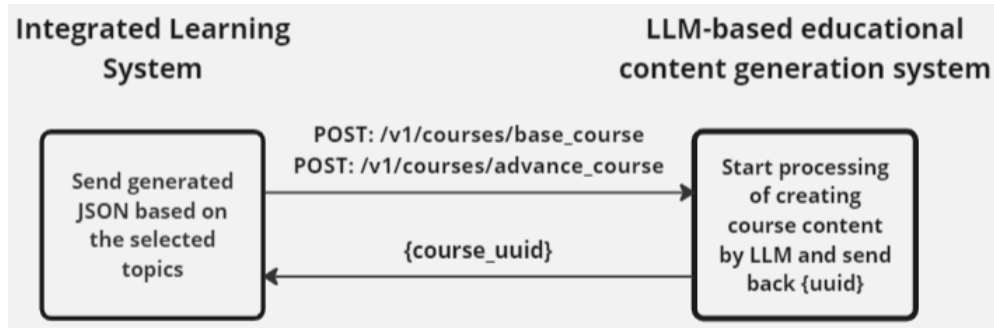 Integrated Learning
System
LLM-based educational
content generation system
Send generated
JSON based on
the selected
topics
POST: /v1/courses/base_course
POST: /v1/courses/advance_course
{course_uuid}
Start processing
of creating
course content
by LLM and send
back {uuid}